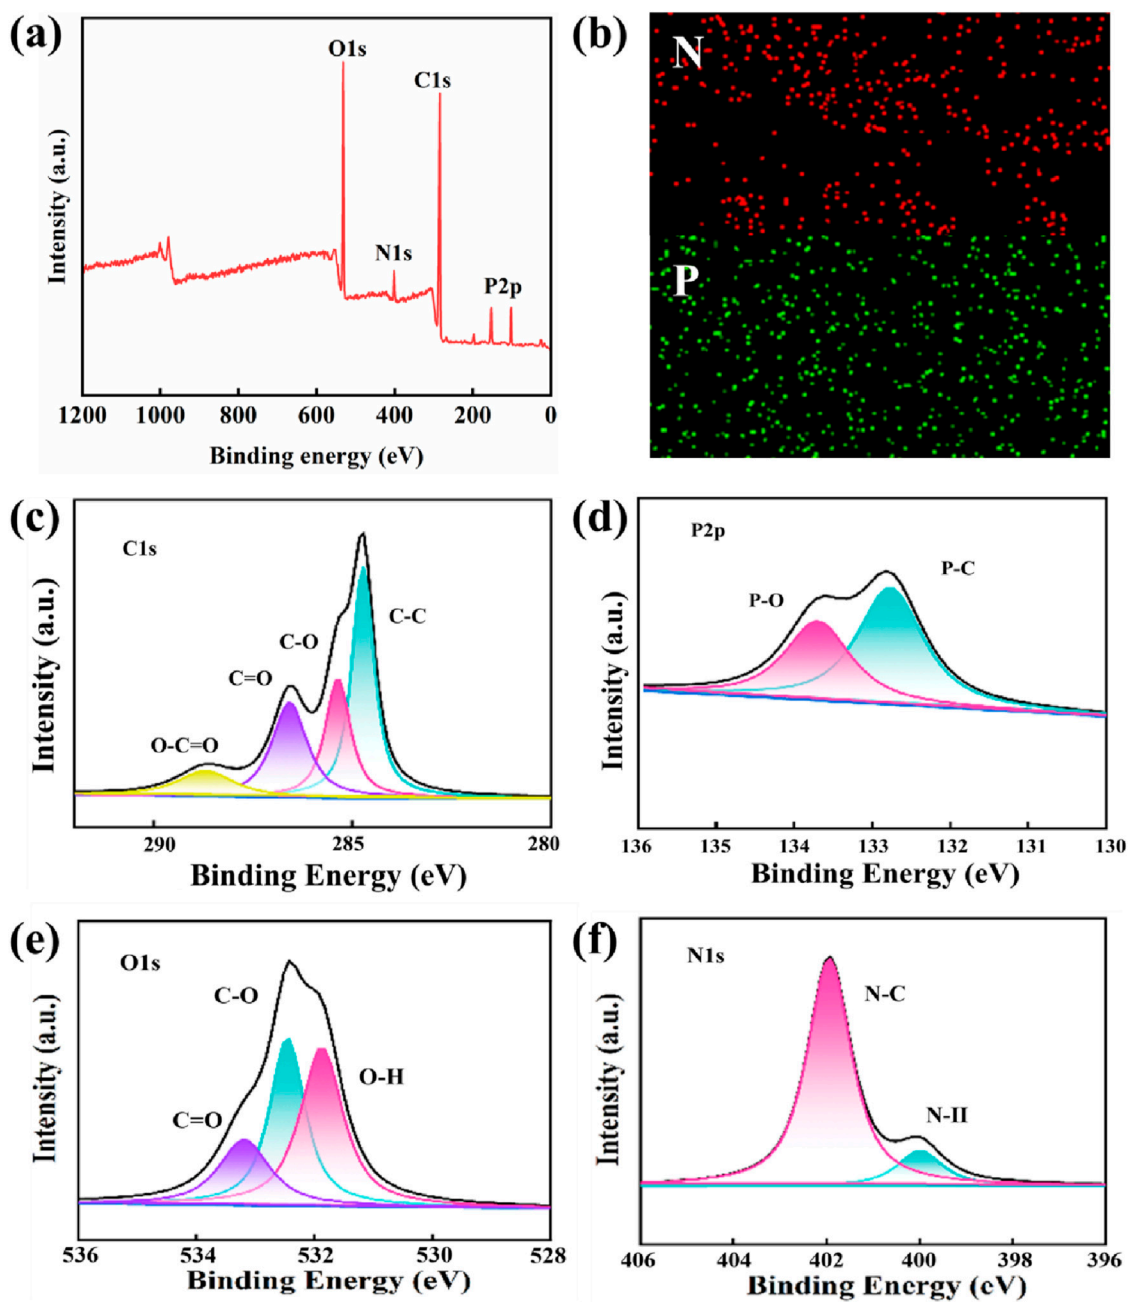 (a)
O1s
C1s
N1s
P2p
Intensity (a.u.)
1200 1000 800 600 400 200 0
Binding energy (eV)
(b)
N
P
(c)
C1s
C-C
C-O
C=O
O-C=O
Intensity (a.u.)
290 285 280
Binding Energy (eV)
(d)
P2p
P-C
P-O
Intensity (a.u.)
136 135 134 133 132 131 130
Binding Energy (eV)
(e)
O1s
C-O
O-H
C=O
Intensity (a.u.)
536 534 532 530 528
Binding Energy (eV)
(f)
N1s
N-C
N-II
Intensity (a.u.)
406 404 402 400 398 396
Binding Energy (eV)